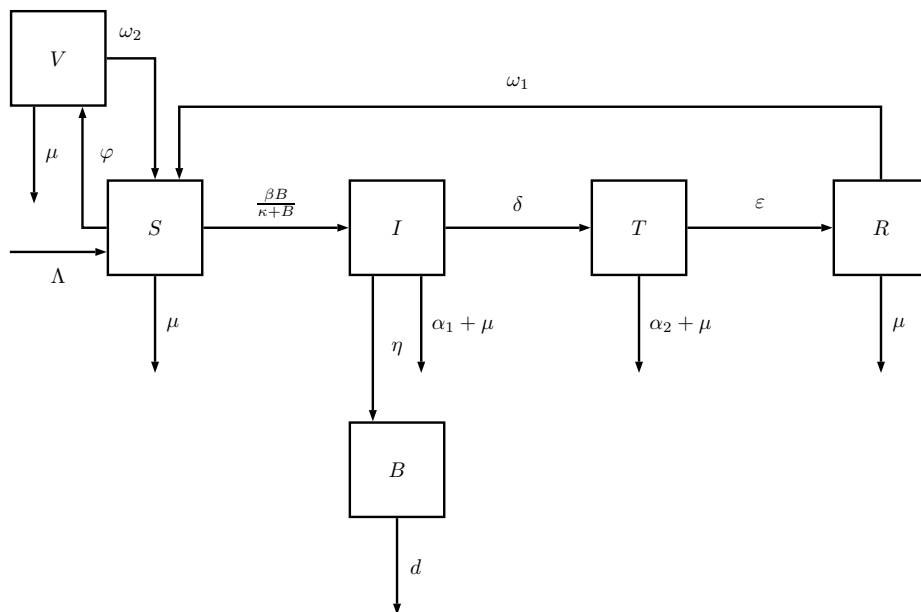 ω₂
V
ω₁
μ
φ
βB/(κ+B)
δ
ε
S
I
T
R
Λ
μ
η
α₁ + μ
α₂ + μ
μ
B
d